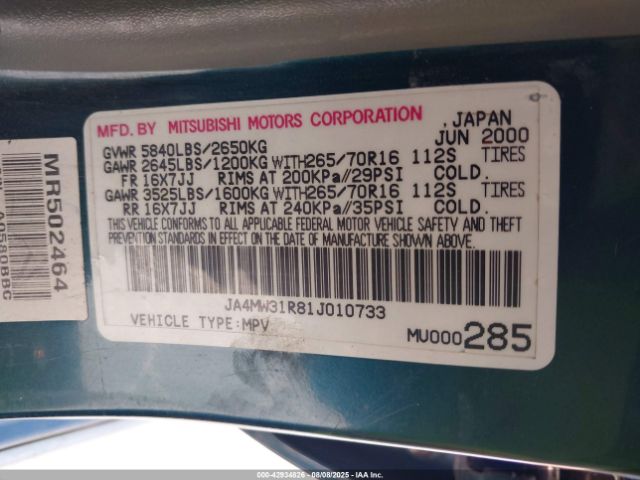 MFD. BY MITSUBISHI MOTORS CORPORATION , JAPAN
JUN 2000
GVWR 5840LBS/2650KG
GAWR 2645LBS/1200KG WITH265/70R16 112S TIRES
FR 16X7JJ RIMS AT 200KPa//29PSI COLD.
GAWR 3525LBS/1600KG WITH265/70R16 112S TIRES
RR 16X7JJ RIMS AT 240KPa//35PSI COLD.
THIS VEHICLE CONFORMS TO ALL APPLICABLE FEDERAL MOTOR VEHICLE SAFETY AND THEFT
PREVENTION STANDARDS IN EFFECT ON THE DATE OF MANUFACTURE SHOWN ABOVE.
JA4MW31R81J010733
VEHICLE TYPE:MPV
MU000285
MR502464
000-42934826 - 08/08/2025 - IAA Inc.